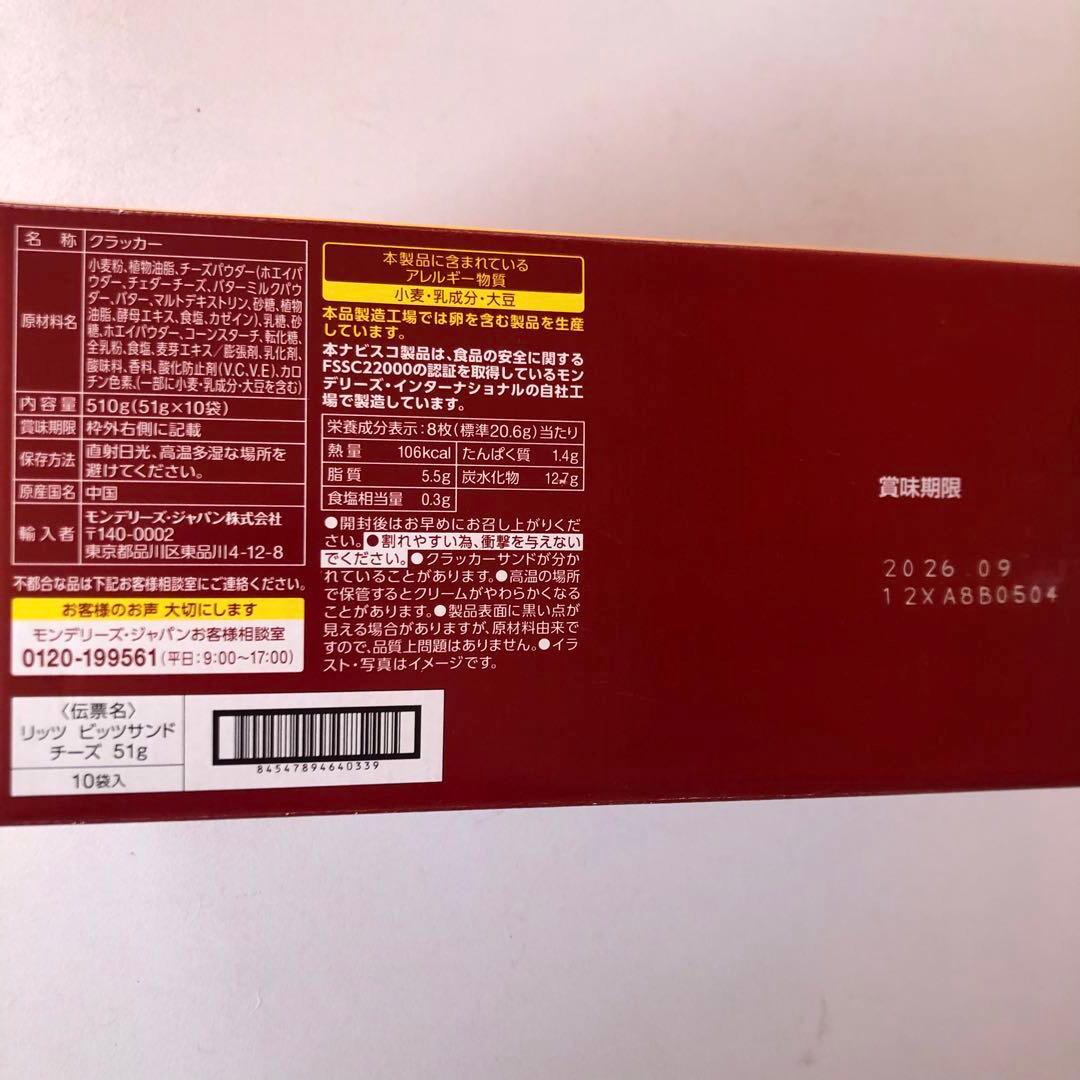 名称 クラッカー
原材料名
小麦粉、植物油脂、チーズパウダー(ホエイパ
ウダー、チェダーチーズ、バターミルクパウ
ダー、バター、マルトデキストリン、砂糖、植物
油脂、酵母エキス、食塩、カゼイン)、乳糖、砂
糖、ホエイパウダー、コーンスターチ、転化糖、
全乳粉、食塩、麦芽エキス/膨張剤、乳化剤、
酸味料、香料、酸化防止剤(V.C、V.E)、カロ
チン色素、(一部に小麦・乳成分・大豆を含む)
内容量 510g(51g×10袋)
賞味期限 枠外右側に記載
保存方法 直射日光、高温多湿な場所を
避けてください。
原産国名 中国
輸入者 モンデリーズ・ジャパン株式会社
〒140-0002
東京都品川区東品川4-12-8
不都合な品は下記お客様相談室にご連絡ください。
お客様のお声 大切にします
モンデリーズ・ジャパンお客様相談室
0120-199561(平日:9:00〜17:00)
〈伝票名〉
リッツ ビッツサンド
チーズ 51g
10袋入
84547894640339
本製品に含まれている
アレルギー物質
小麦・乳成分・大豆
本品製造工場では卵を含む製品を生産
しています。
本ナビスコ製品は、食品の安全に関する
FSSC22000の認証を取得しているモン
デリーズ・インターナショナルの自社工
場で製造しています。
栄養成分表示:8枚(標準20.6g)当たり
熱量 106kcal たんぱく質 1.4g
脂質 5.5g 炭水化物 12.7g
食塩相当量 0.3g
●開封後はお早めにお召し上がりくだ
さい。●割れやすい為、衝撃を与えない
でください。●クラッカーサンドが分か
れていることがあります。●高温の場所
で保管するとクリームがやわらかくなる
ことがあります。●製品表面に黒い点が
見える場合がありますが、原材料由来で
すので、品質上問題はありません。●イラ
スト・写真はイメージです。
賞味期限
2026 09
12XA8B0504